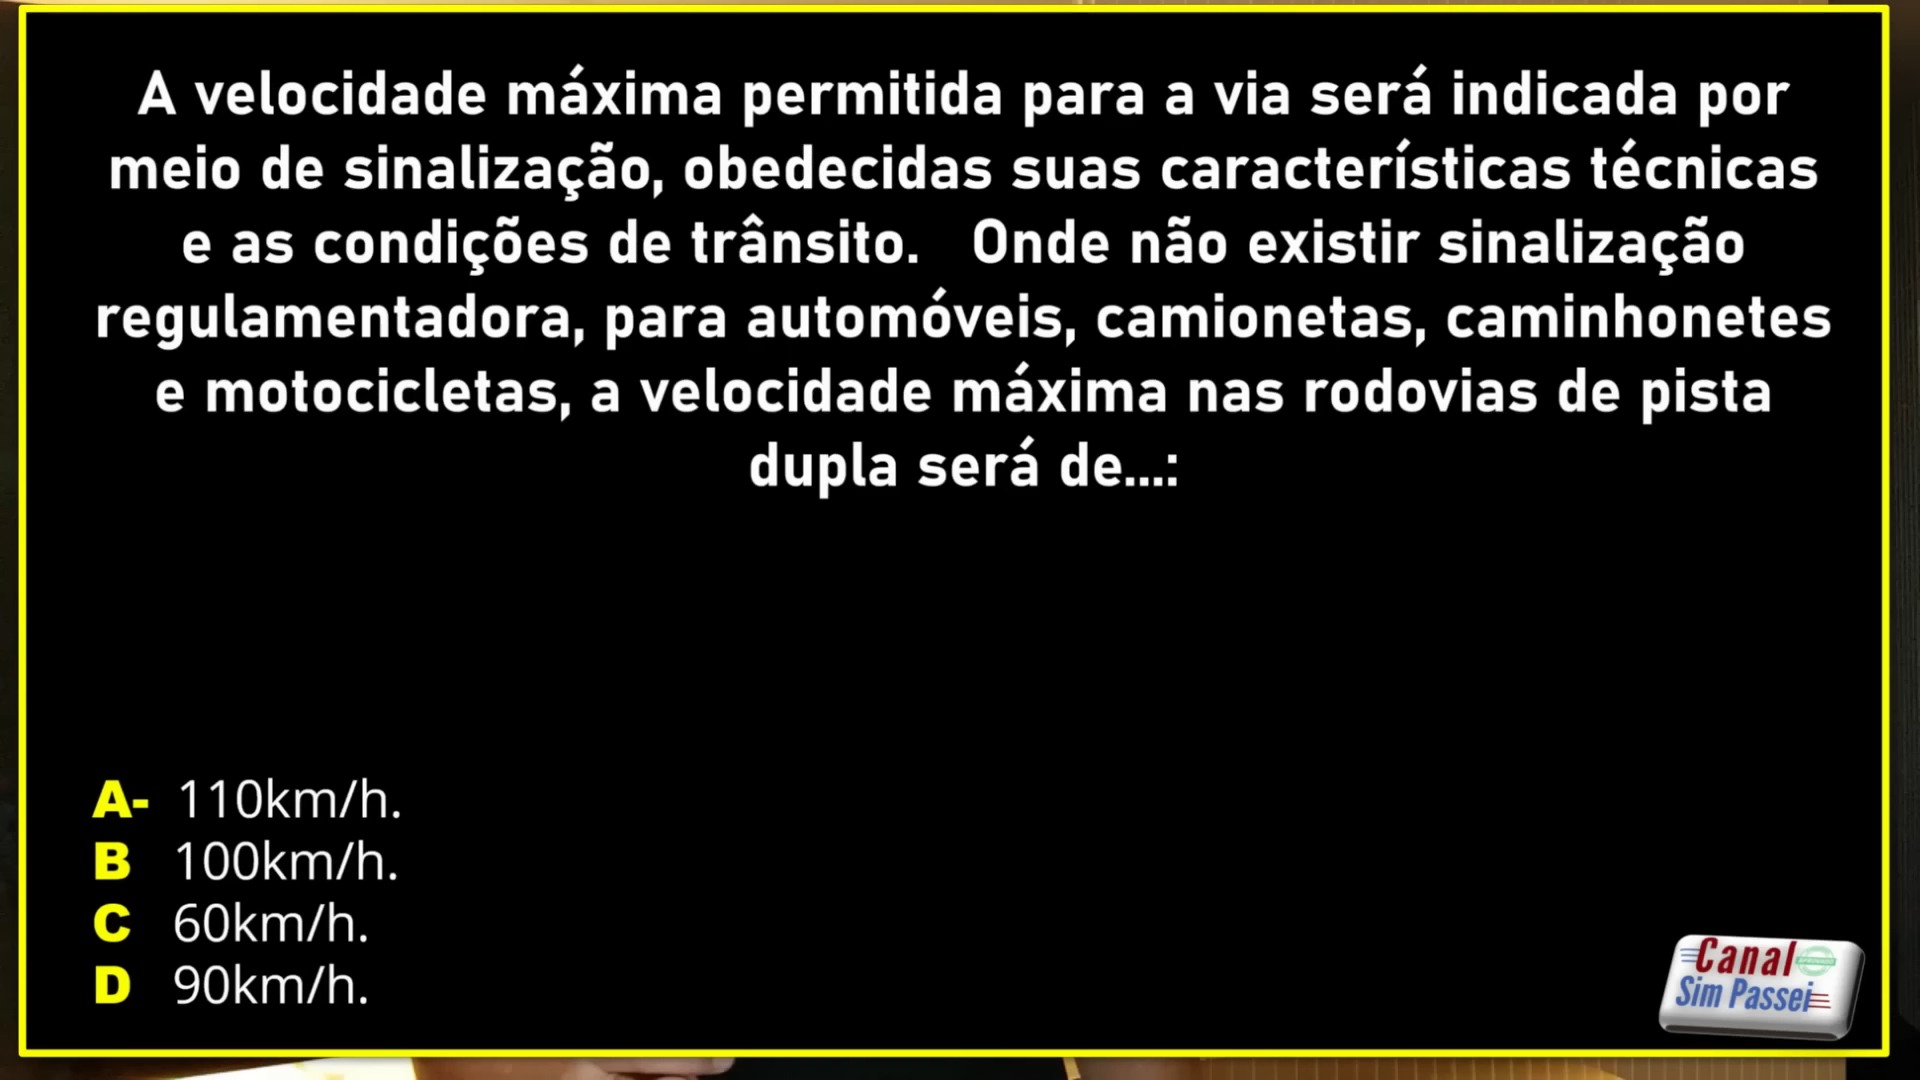 A velocidade máxima permitida para a via será indicada por
meio de sinalização, obedecidas suas características técnicas
e as condições de trânsito. Onde não existir sinalização
regulamentadora, para automóveis, camionetas, caminhonetes
e motocicletas, a velocidade máxima nas rodovias de pista
dupla será de...:
A- 110km/h.
B 100km/h.
C 60km/h.
D 90km/h.
Canal
Sim Passei